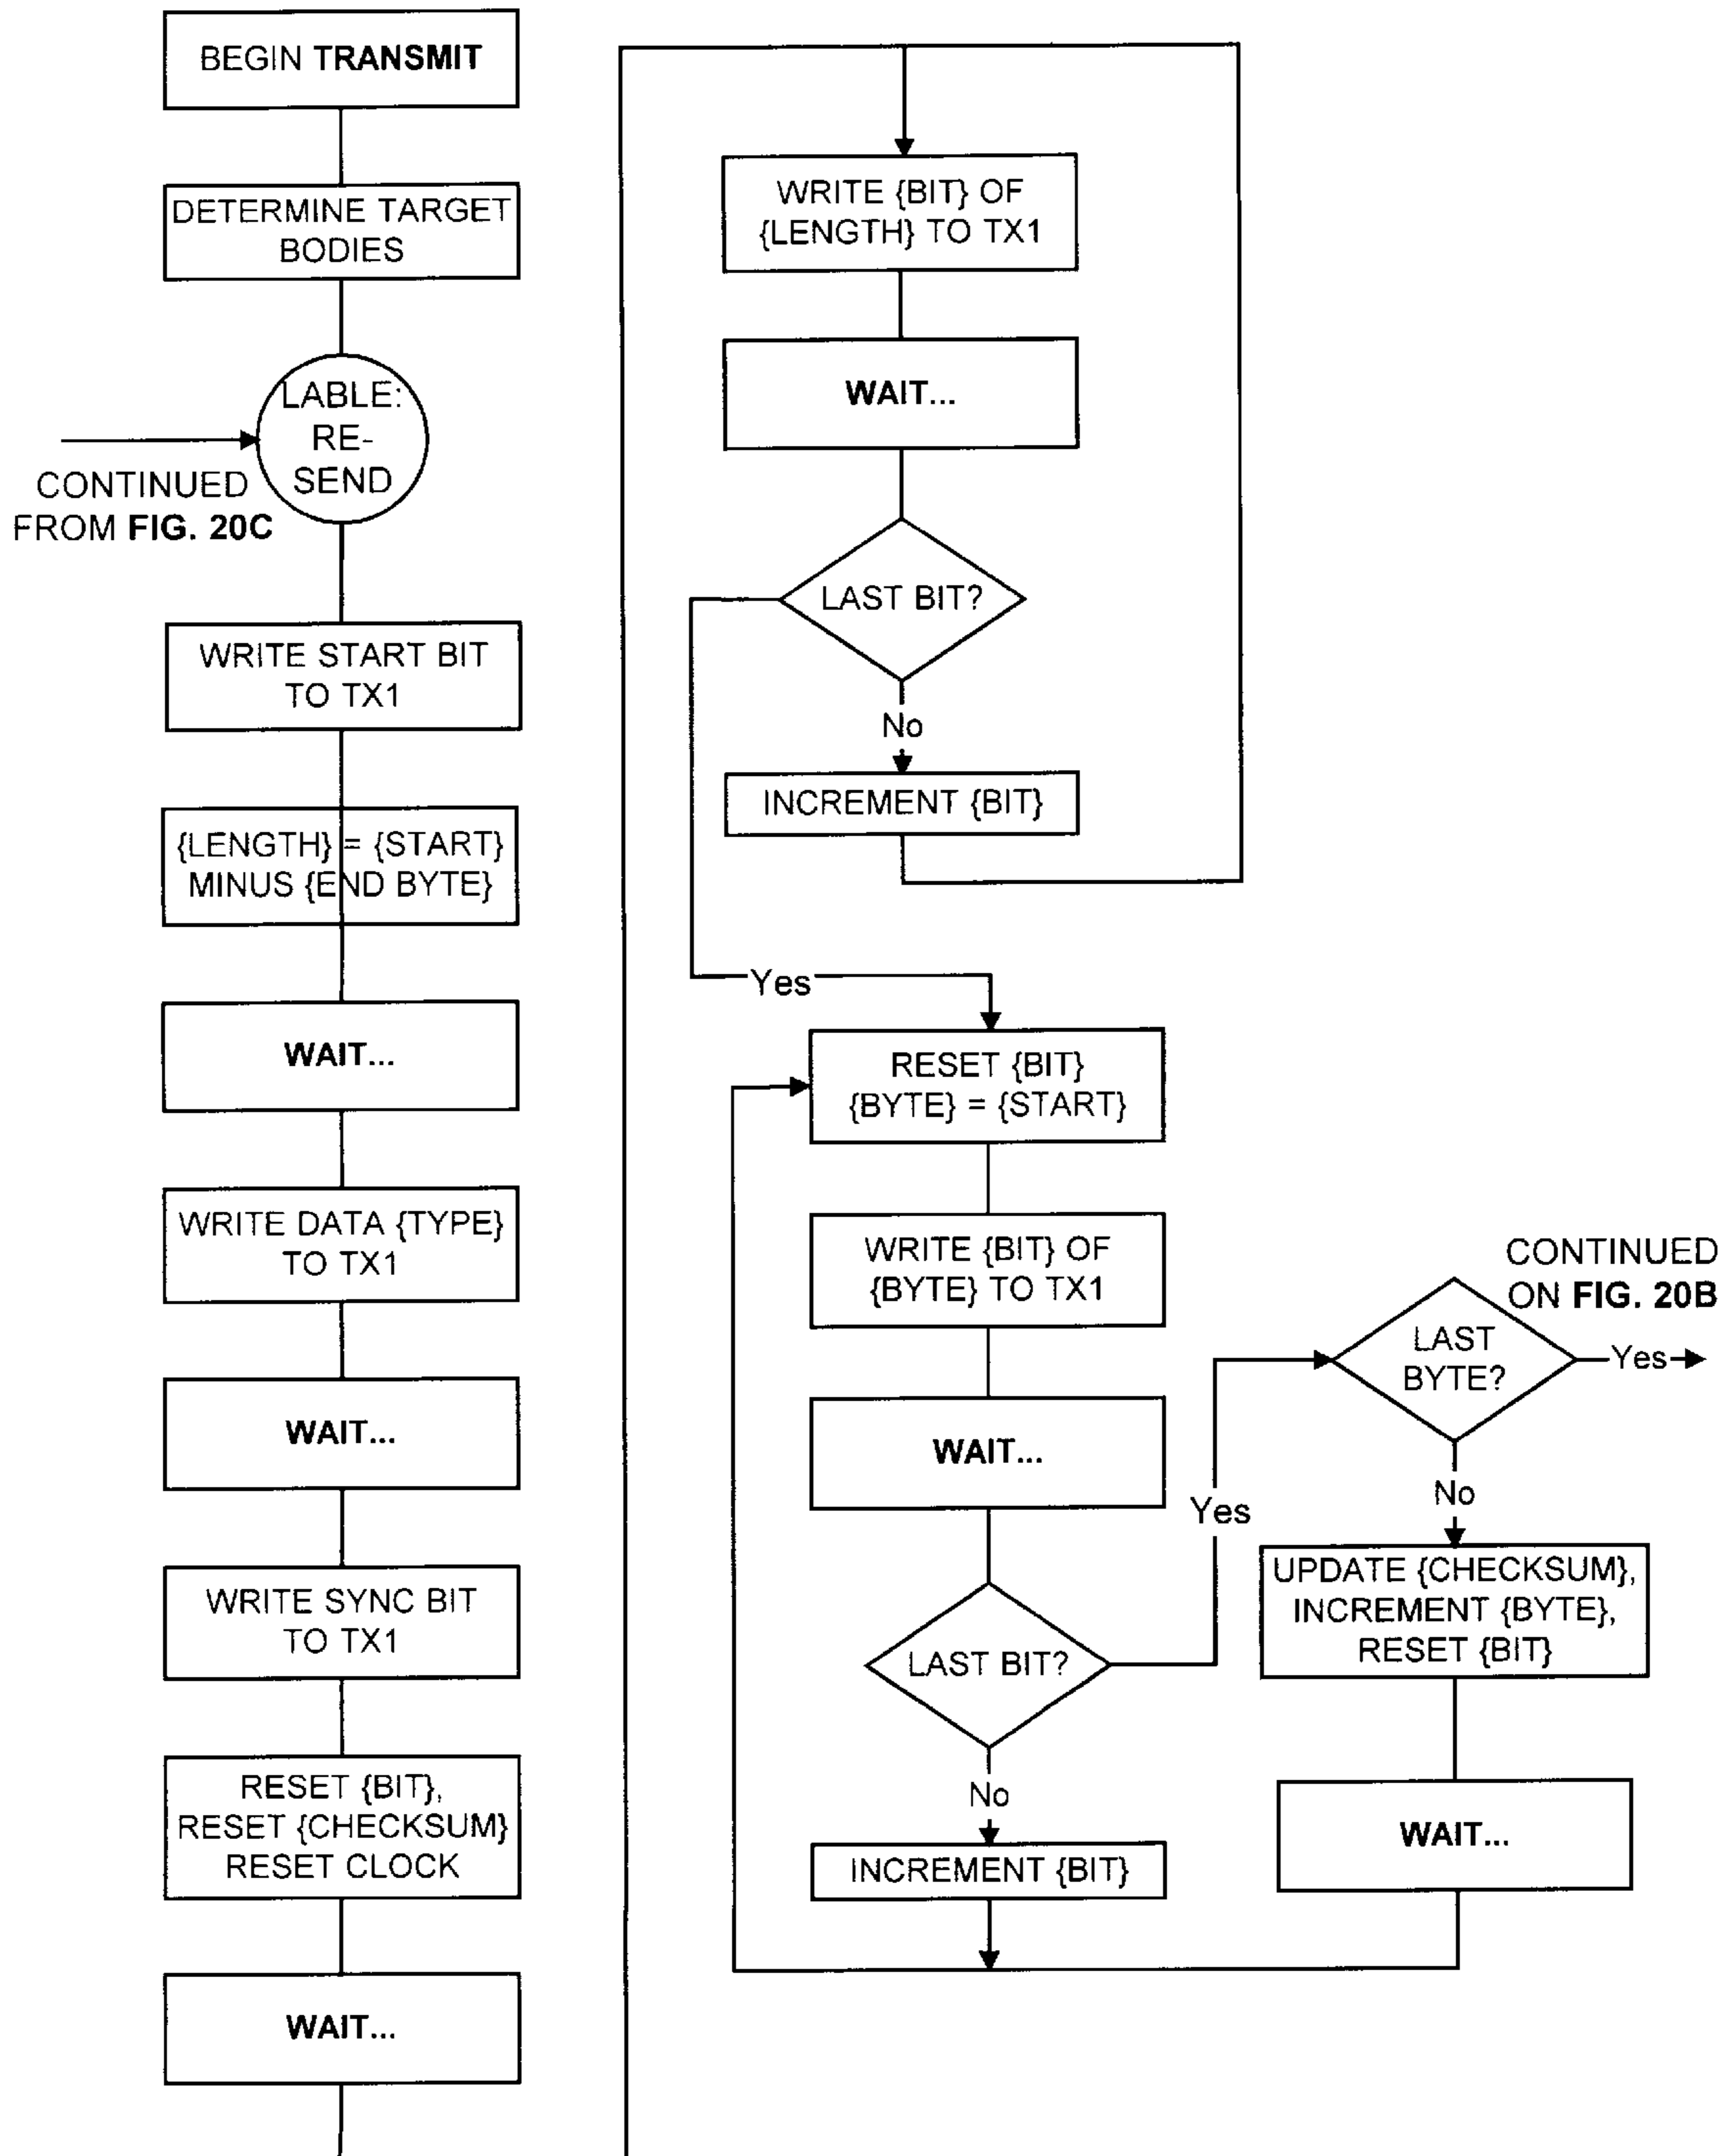 BEGIN TRANSMIT
DETERMINE TARGET
BODIES
LABLE:
RE-
SEND
CONTINUED
FROM FIG. 20C
WRITE START BIT
TO TX1
{LENGTH} = {START}
MINUS {END BYTE}
WAIT...
WRITE DATA {TYPE}
TO TX1
WAIT...
WRITE SYNC BIT
TO TX1
RESET {BIT},
RESET {CHECKSUM}
RESET CLOCK
WAIT...
WRITE {BIT} OF
{LENGTH} TO TX1
WAIT...
LAST BIT?
No
INCREMENT {BIT}
Yes
RESET {BIT}
{BYTE} = {START}
WRITE {BIT} OF
{BYTE} TO TX1
WAIT...
LAST BIT?
No
INCREMENT {BIT}
Yes
CONTINUED
ON FIG. 20B
LAST
BYTE?
Yes
No
UPDATE {CHECKSUM},
INCREMENT {BYTE},
RESET {BIT}
WAIT...